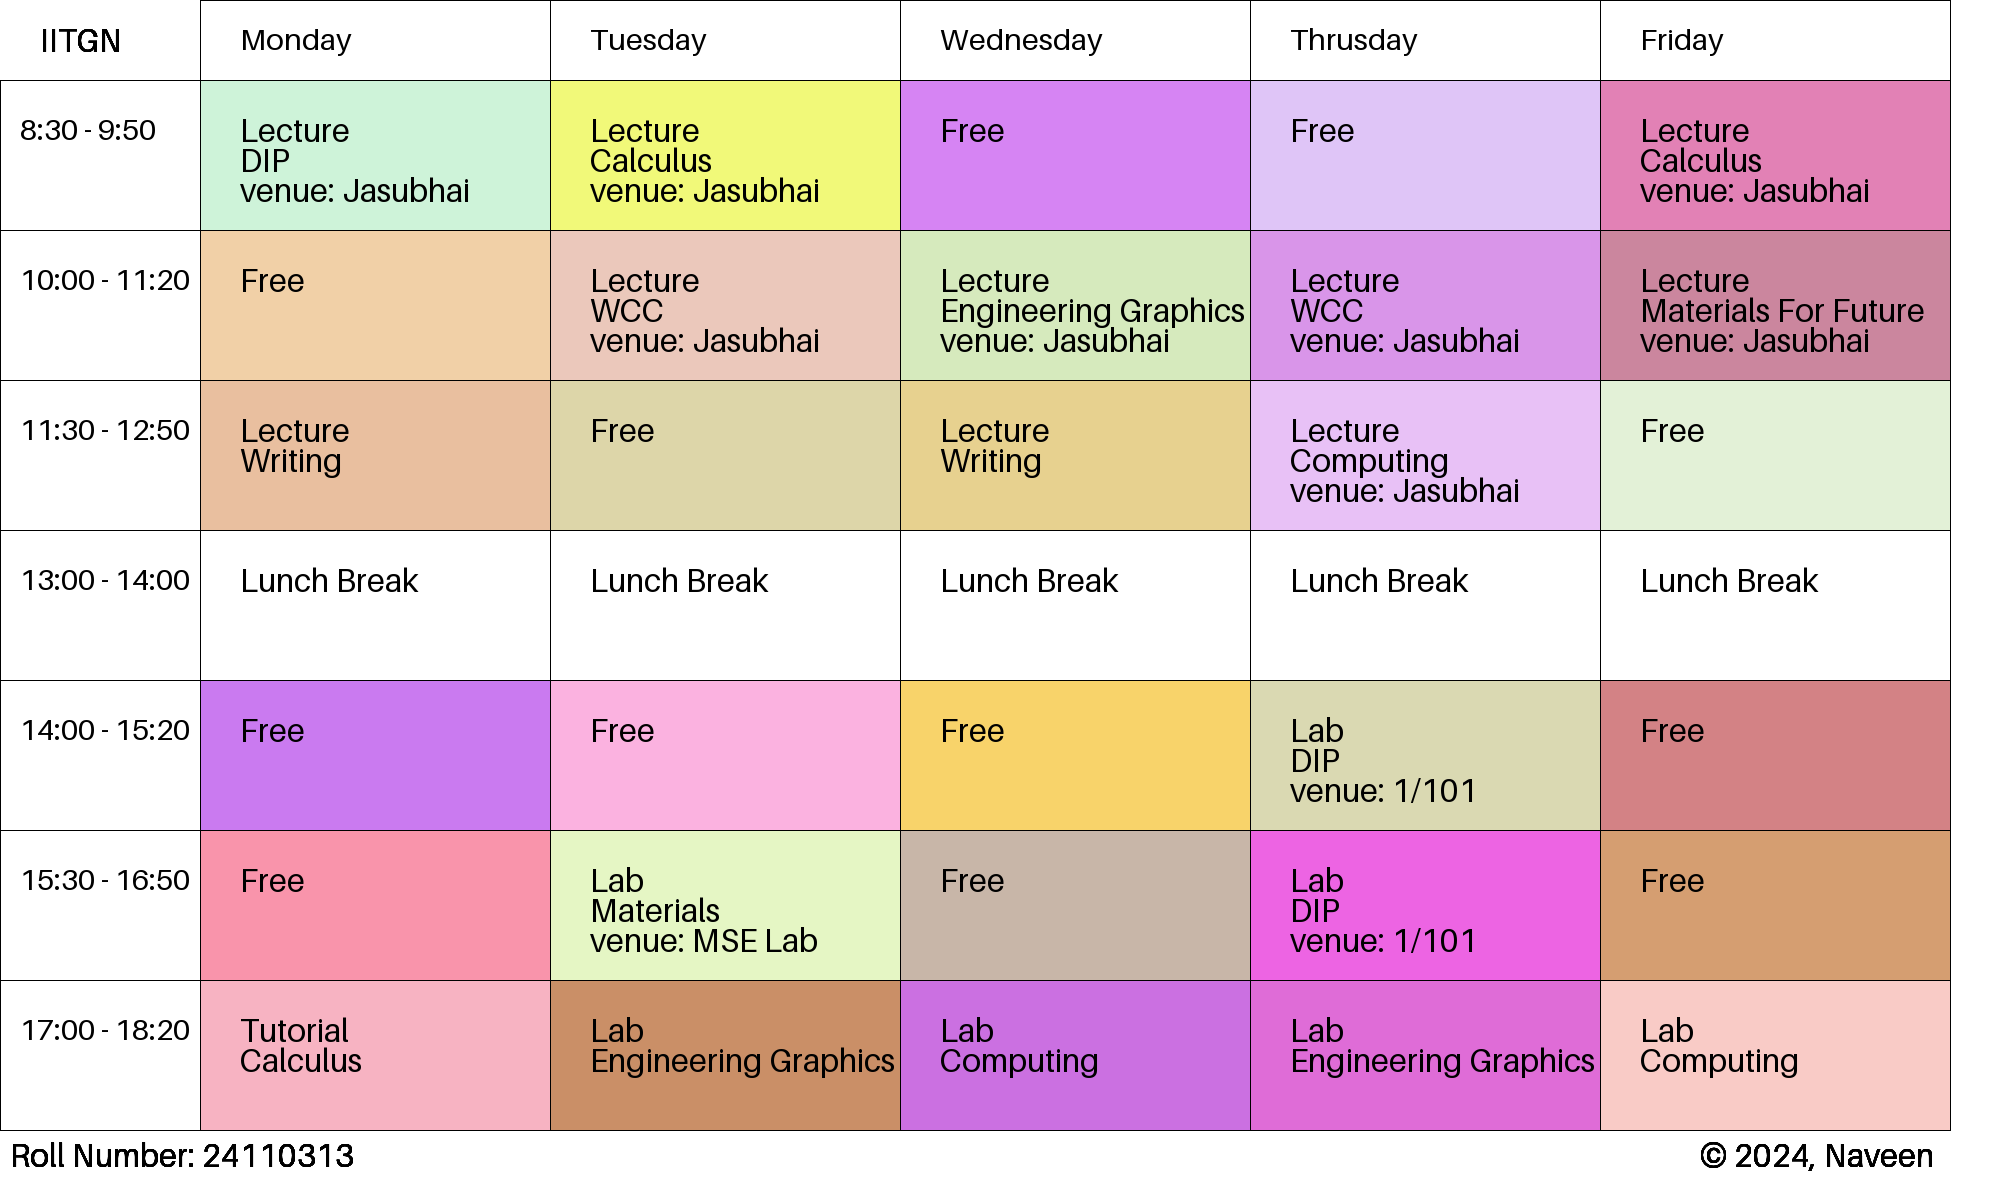 IITGN
Monday
Tuesday
Wednesday
Thrusday
Friday
8:30 - 9:50
Lecture
DIP
venue: Jasubhai
Lecture
Calculus
venue: Jasubhai
Free
Free
Lecture
Calculus
venue: Jasubhai
10:00 - 11:20
Free
Lecture
WCC
venue: Jasubhai
Lecture
Engineering Graphics
venue: Jasubhai
Lecture
WCC
venue: Jasubhai
Lecture
Materials For Future
venue: Jasubhai
11:30 - 12:50
Lecture
Writing
Free
Lecture
Writing
Lecture
Computing
venue: Jasubhai
Free
13:00 - 14:00
Lunch Break
Lunch Break
Lunch Break
Lunch Break
Lunch Break
14:00 - 15:20
Free
Free
Free
Lab
DIP
venue: 1/101
Free
15:30 - 16:50
Free
Lab
Materials
venue: MSE Lab
Free
Lab
DIP
venue: 1/101
Free
17:00 - 18:20
Tutorial
Calculus
Lab
Engineering Graphics
Lab
Computing
Lab
Engineering Graphics
Lab
Computing
Roll Number: 24110313
© 2024, Naveen